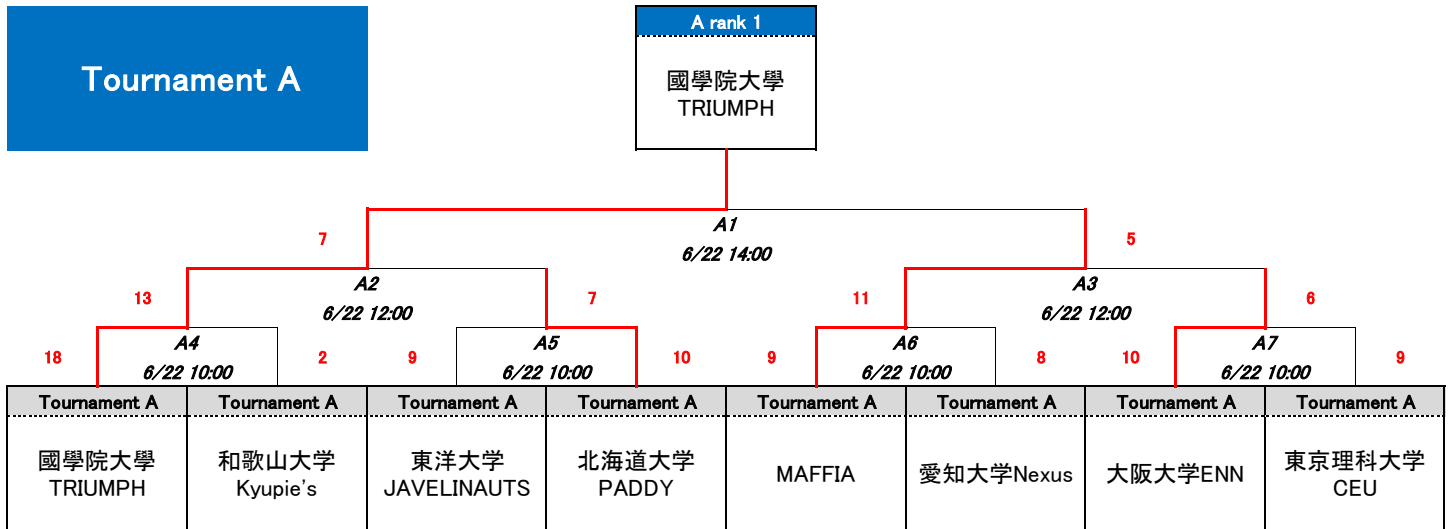 Tournament A
A rank 1
國學院大學
TRIUMPH
A1
7
5
6/22 14:00
A2
A3
13
7
11
6
6/22 12:00
6/22 12:00
A4
A5
A6
A7
18
2
9
10
9
8
10
9
6/22 10:00
6/22 10:00
6/22 10:00
6/22 10:00
Tournament A
Tournament A
Tournament A
Tournament A
Tournament A
Tournament A
Tournament A
Tournament A
國學院大學
TRIUMPH
和歌山大学
Kyupie's
東洋大学
JAVELINAUTS
北海道大学
PADDY
MAFFIA
愛知大学Nexus
大阪大学ENN
東京理科大学
CEU